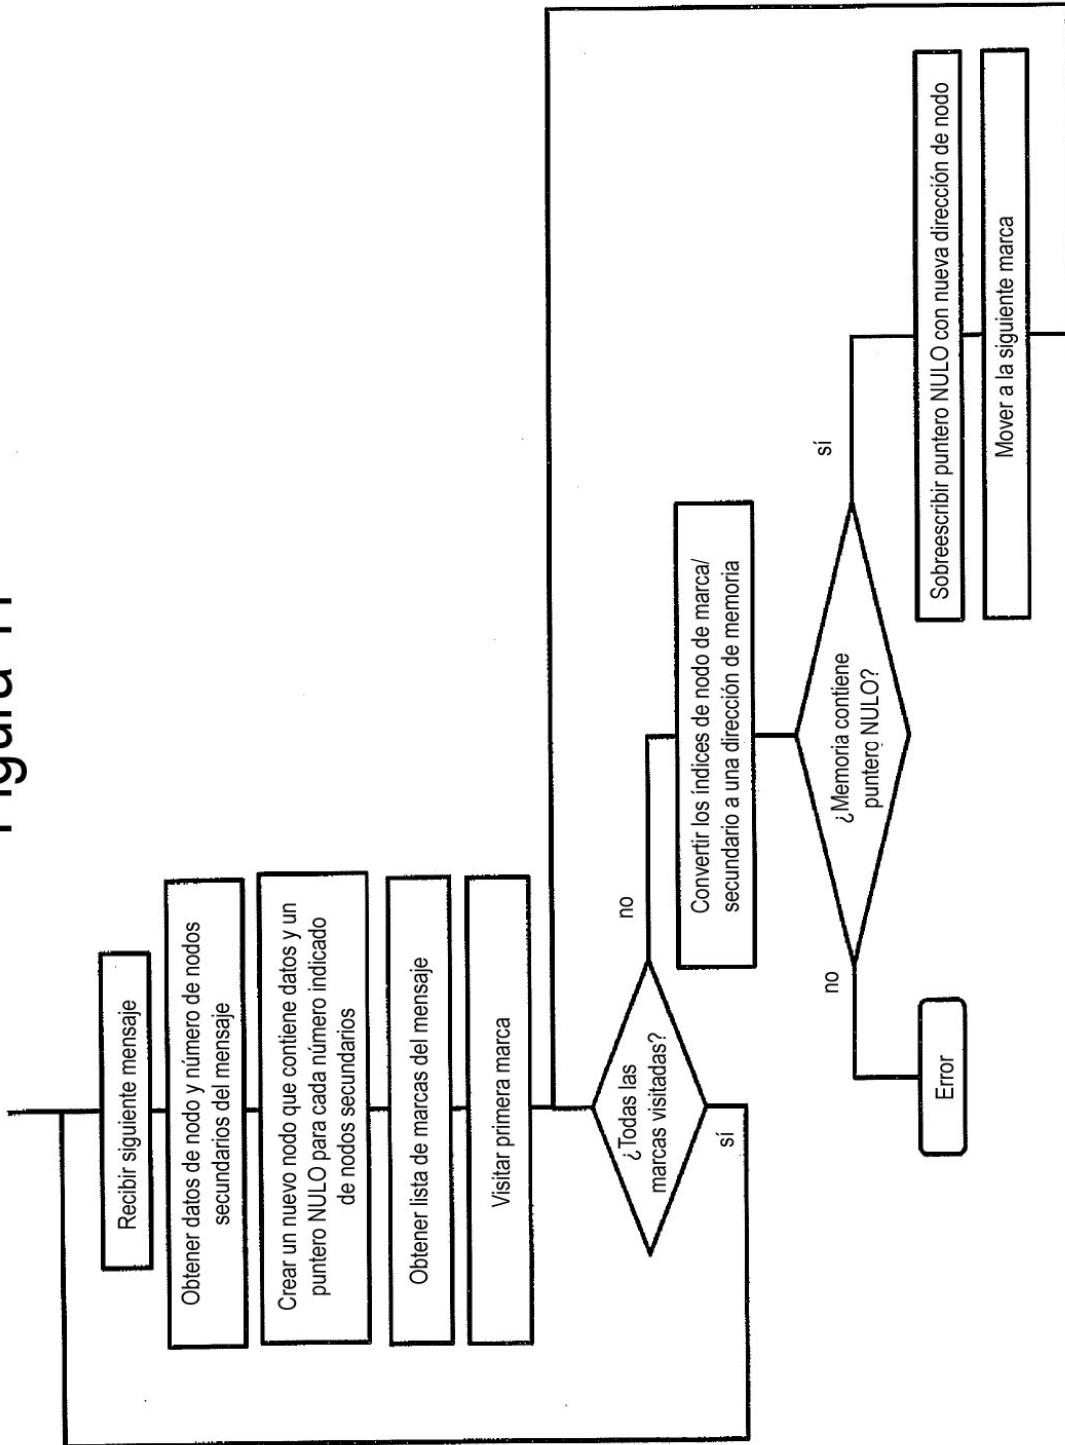 Recibir siguiente mensaje
Obtener datos de nodo y número de nodos
secundarios del mensaje
Crear un nuevo nodo que contiene datos y un
puntero NULO para cada número indicado
de nodos secundarios
Obtener lista de marcas del mensaje
Visitar primera marca
¿Todas las
marcas visitadas?
sí
no
Convertir los índices de nodo de marca/
secundario a una dirección de memoria
¿Memoria contiene
puntero NULO?
no
sí
Error
Sobreescribir puntero NULO con nueva dirección de nodo
Mover a la siguiente marca